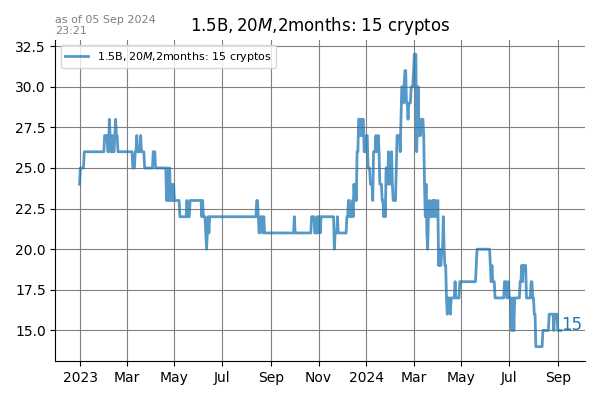 as of 05 Sep 2024
23:21
1.5B, 20M,2months: 15 cryptos
1.5B, 20M,2months: 15 cryptos
32.5
30.0
27.5
25.0
22.5
20.0
17.5
15.0
15
2023 Mar May Jul Sep Nov 2024 Mar May Jul Sep